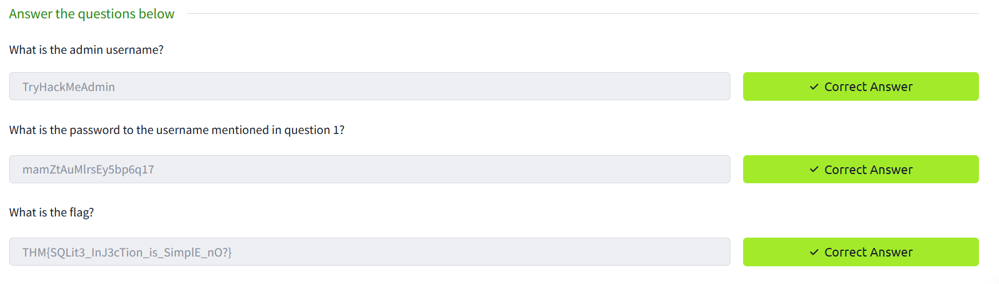 Answer the questions below
What is the admin username?
TryHackMeAdmin
✓ Correct Answer
What is the password to the username mentioned in question 1?
mamZtAuMlrsEy5bp6q17
✓ Correct Answer
What is the flag?
THM{SQLit3_InJ3cTion_is_SimplE_nO?}
✓ Correct Answer